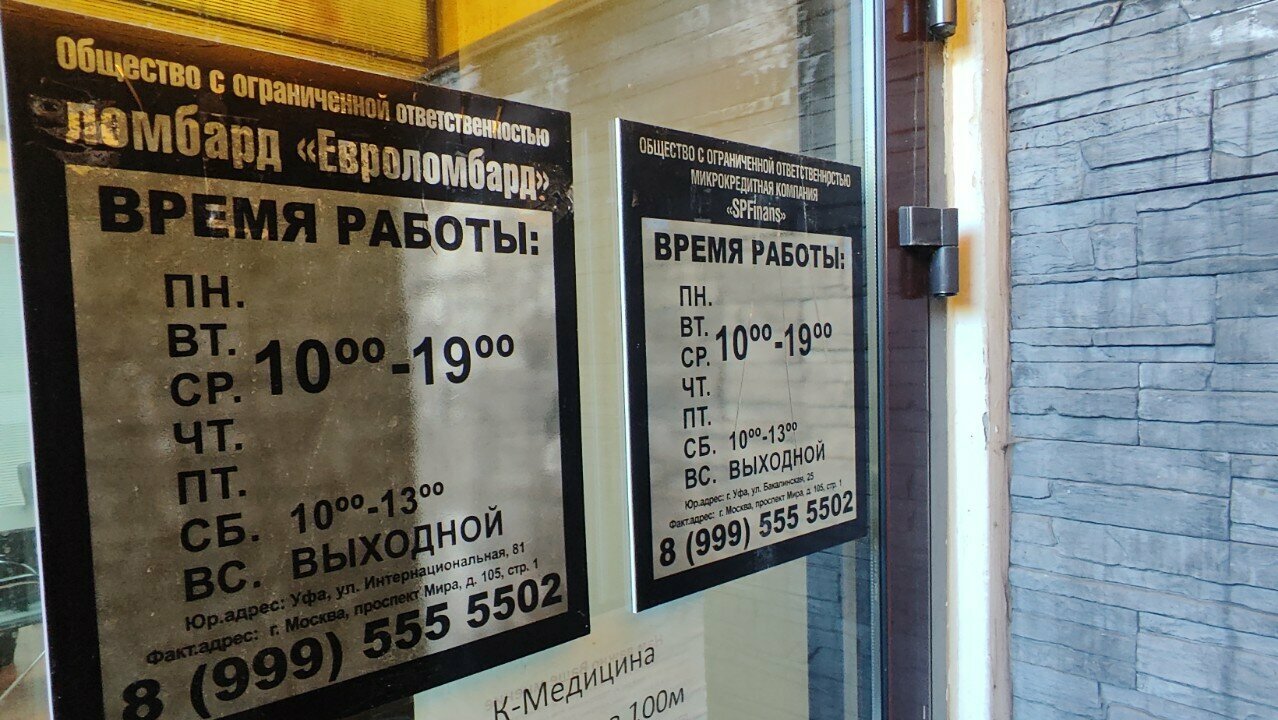 Общество с ограниченной ответственностью
Ломбард «Евроломбард»
ВРЕМЯ РАБОТЫ:
ПН.
ВТ.
СР. 10⁰⁰-19⁰⁰
ЧТ.
ПТ.
СБ. 10⁰⁰-13⁰⁰
ВС. ВЫХОДНОЙ
Юр.адрес: Уфа, ул. Интернациональная, 81
Факт.адрес: г. Москва, проспект Мира, д. 105, стр. 1
8 (999) 555 5502
ОБЩЕСТВО С ОГРАНИЧЕННОЙ ОТВЕТСТВЕННОСТЬЮ
МИКРОКРЕДИТНАЯ КОМПАНИЯ
«SPFinans»
ВРЕМЯ РАБОТЫ:
ПН.
ВТ.
СР. 10⁰⁰-19⁰⁰
ЧТ.
ПТ.
СБ. 10⁰⁰-13⁰⁰
ВС. ВЫХОДНОЙ
Юр.адрес: г. Уфа, ул. Бакалинская, 25
Факт.адрес: г. Москва, проспект Мира, д. 105, стр. 1
8 (999) 555 5502
К-Медицина
100м